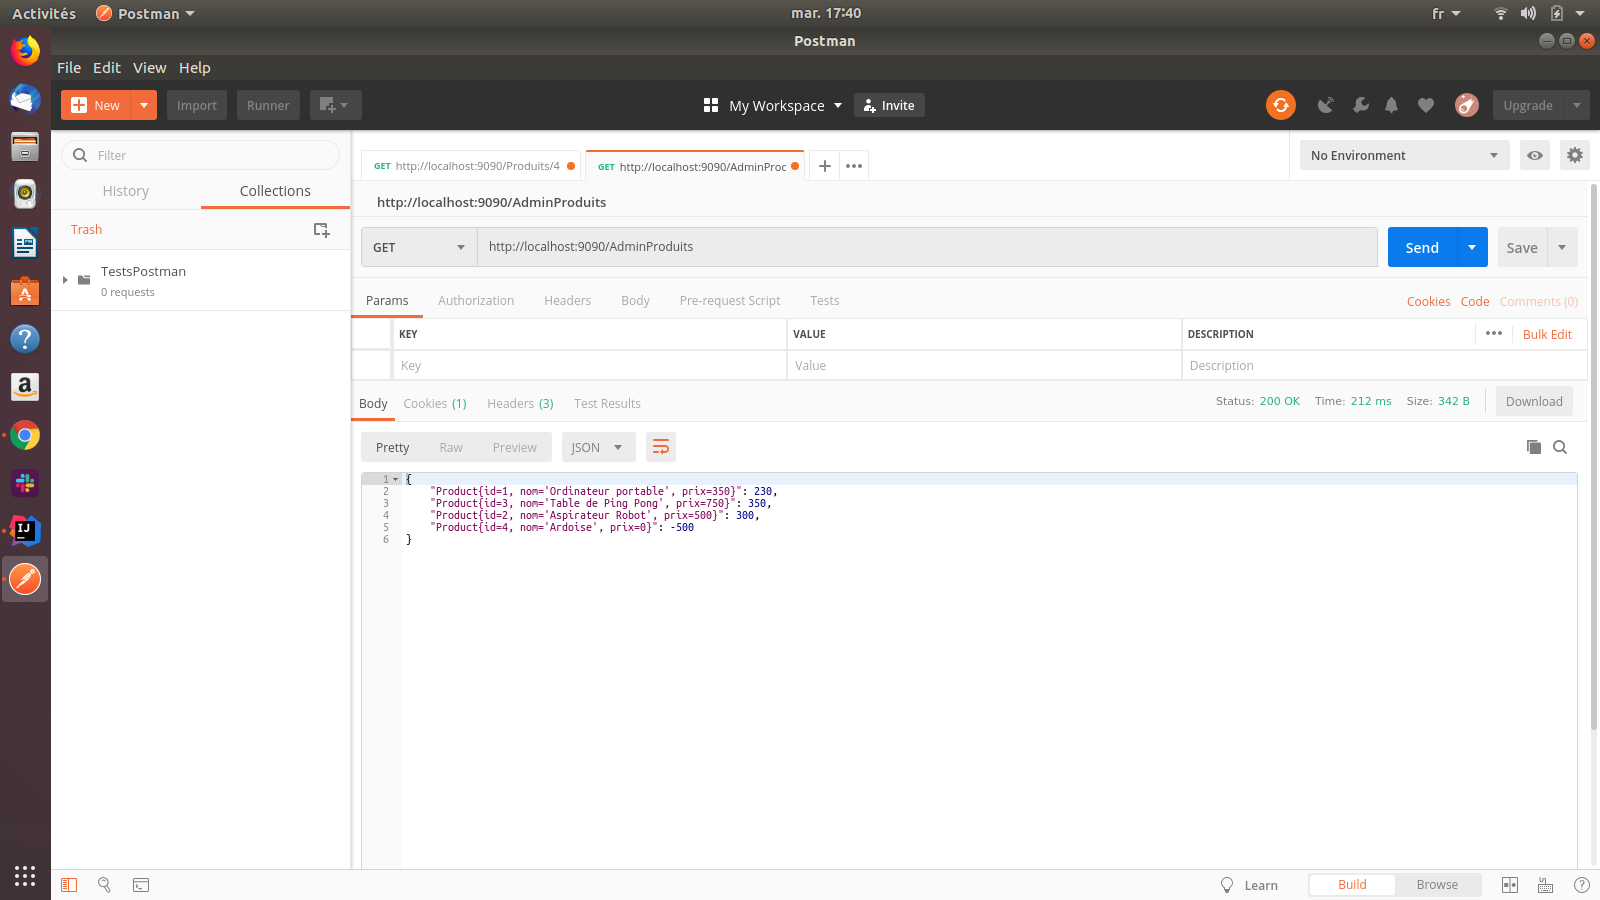 Activités
Postman
mar. 17:40
fr
Postman
File Edit View Help
New
Import
Runner
My Workspace
Invite
Upgrade
Filter
History
Collections
Trash
TestsPostman
0 requests
GET http://localhost:9090/Produits/4
GET http://localhost:9090/AdminProc
+
•••
No Environment
http://localhost:9090/AdminProduits
GET
http://localhost:9090/AdminProduits
Send
Save
Params Authorization Headers Body Pre-request Script Tests
Cookies Code Comments (0)
KEY VALUE DESCRIPTION ••• Bulk Edit
Key Value Description
Body Cookies (1) Headers (3) Test Results
Status: 200 OK Time: 212 ms Size: 342 B
Download
Pretty Raw Preview JSON
1 {
2 "Product{id=1, nom='Ordinateur portable', prix=350}": 230,
3 "Product{id=3, nom='Table de Ping Pong', prix=750}": 350,
4 "Product{id=2, nom='Aspirateur Robot', prix=500}": 300,
5 "Product{id=4, nom='Ardoise', prix=0}": -500
6 }
Learn
Build
Browse